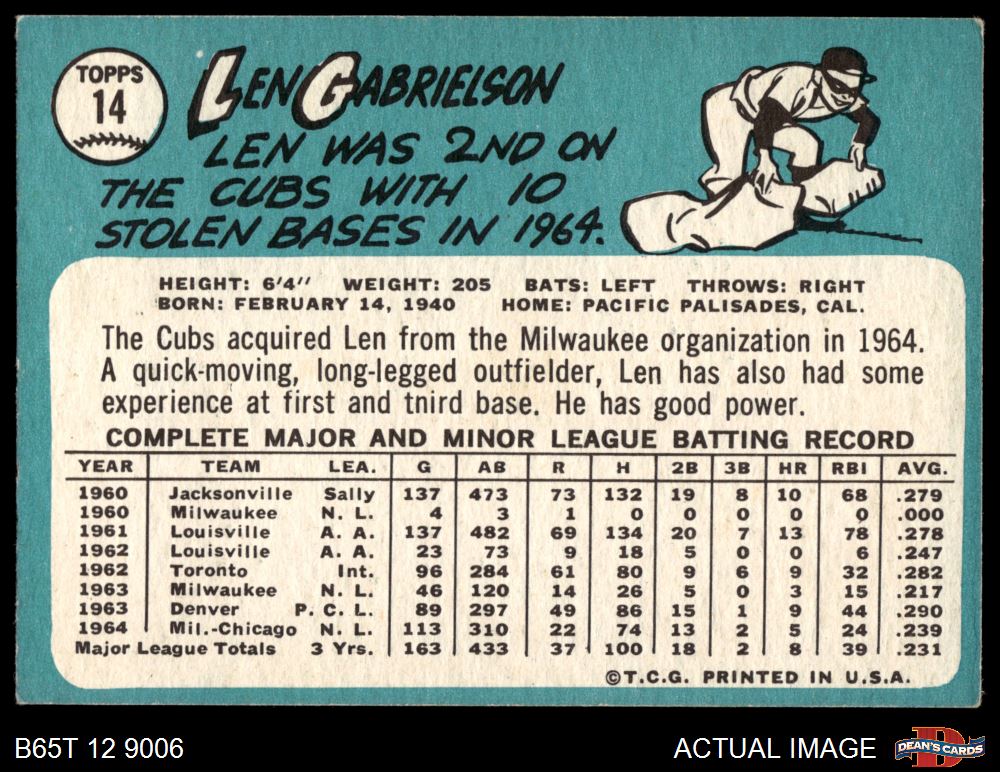 TOPPS
14
LEN GABRIELSON
LEN WAS 2ND ON
THE CUBS WITH 10
STOLEN BASES IN 1964.
HEIGHT: 6'4" WEIGHT: 205 BATS: LEFT THROWS: RIGHT
BORN: FEBRUARY 14, 1940 HOME: PACIFIC PALISADES, CAL.
The Cubs acquired Len from the Milwaukee organization in 1964.
A quick-moving, long-legged outfielder, Len has also had some
experience at first and tnird base. He has good power.
COMPLETE MAJOR AND MINOR LEAGUE BATTING RECORD
YEAR TEAM LEA. G AB R H 2B 3B HR RBI AVG.
1960 Jacksonville Sally 137 473 73 132 19 8 10 68 .279
1960 Milwaukee N. L. 4 3 1 0 0 0 0 0 .000
1961 Louisville A. A. 137 482 69 134 20 7 13 78 .278
1962 Louisville A. A. 23 73 9 18 5 0 0 6 .247
1962 Toronto Int. 96 284 61 80 9 6 9 32 .282
1963 Milwaukee N. L. 46 120 14 26 5 0 3 15 .217
1963 Denver P. C. L. 89 297 49 86 15 1 9 44 .290
1964 Mil.-Chicago N. L. 113 310 22 74 13 2 5 24 .239
Major League Totals 3 Yrs. 163 433 37 100 18 2 8 39 .231
©T.C.G. PRINTED IN U.S.A.
B65T 12 9006
ACTUAL IMAGE
D
DEAN'S CARDS